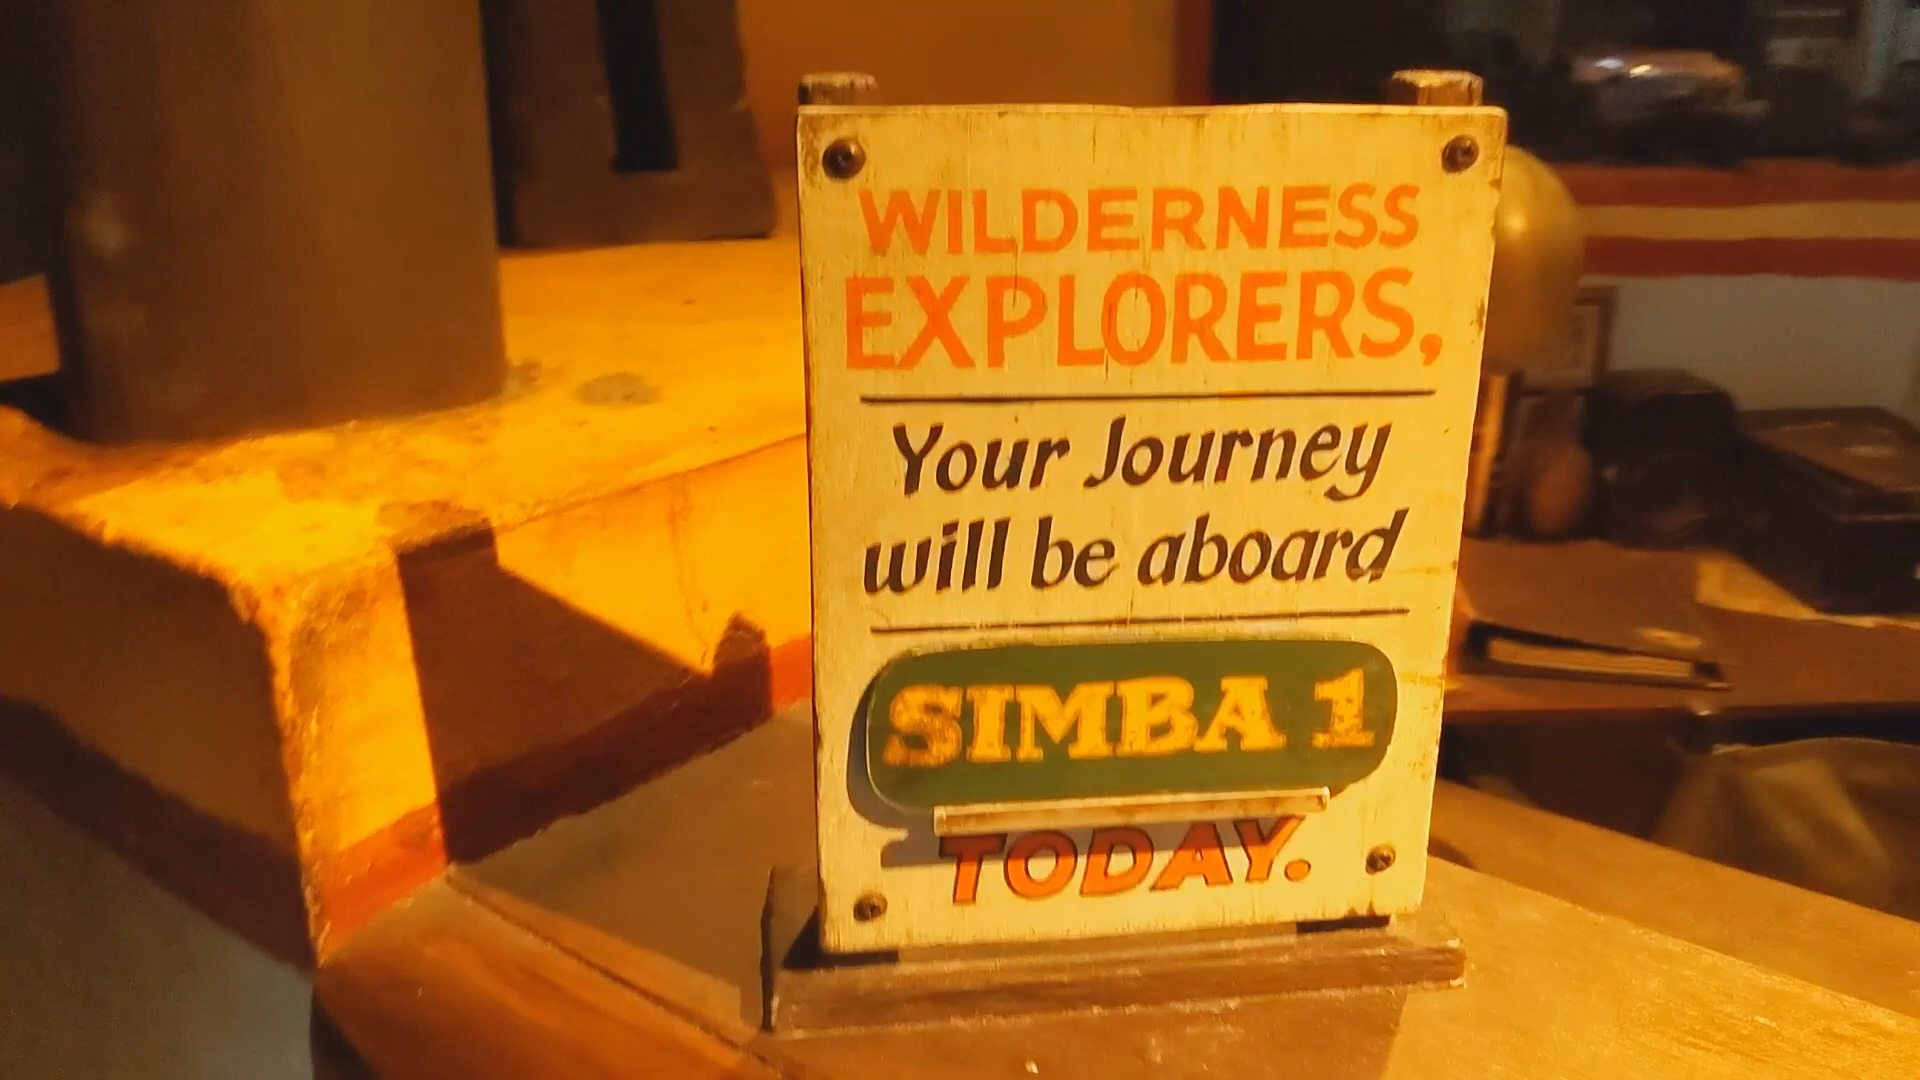 WILDERNESS
EXPLORERS,
Your Journey
will be aboard
SIMBA 1
TODAY.